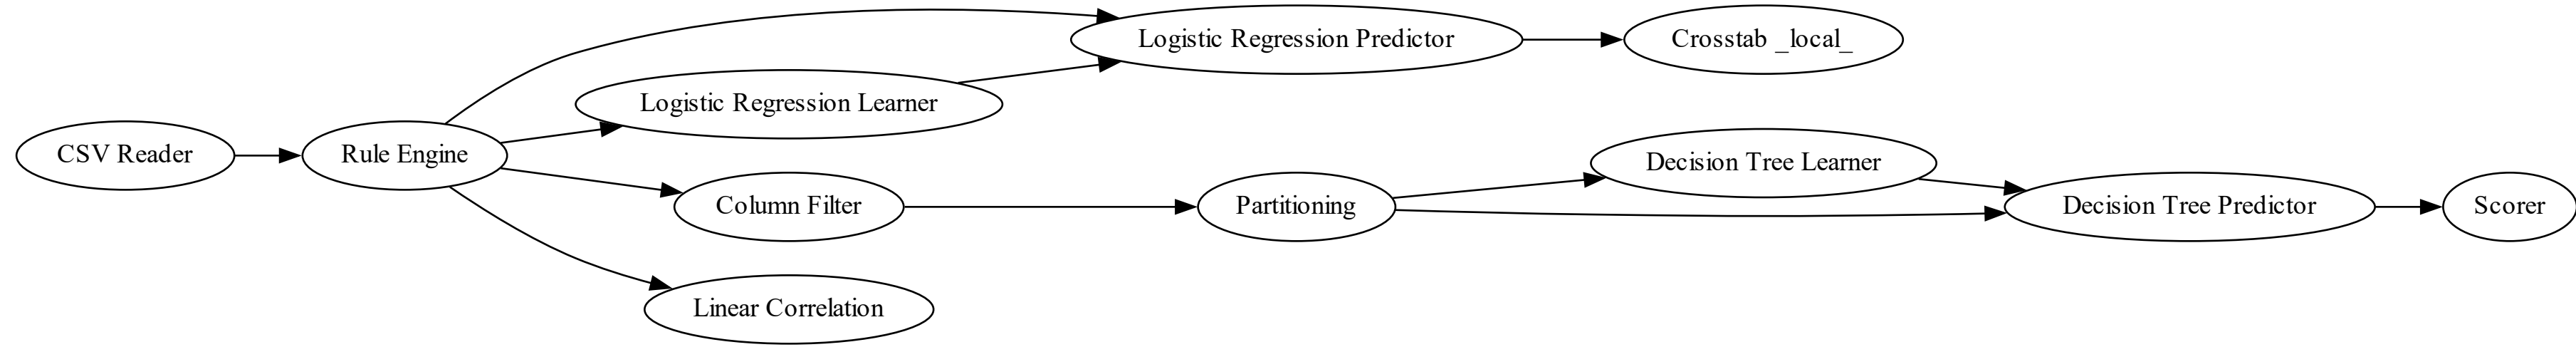 Logistic Regression Predictor
Crosstab _local_
Logistic Regression Learner
CSV Reader
Rule Engine
Decision Tree Learner
Column Filter
Partitioning
Decision Tree Predictor
Scorer
Linear Correlation